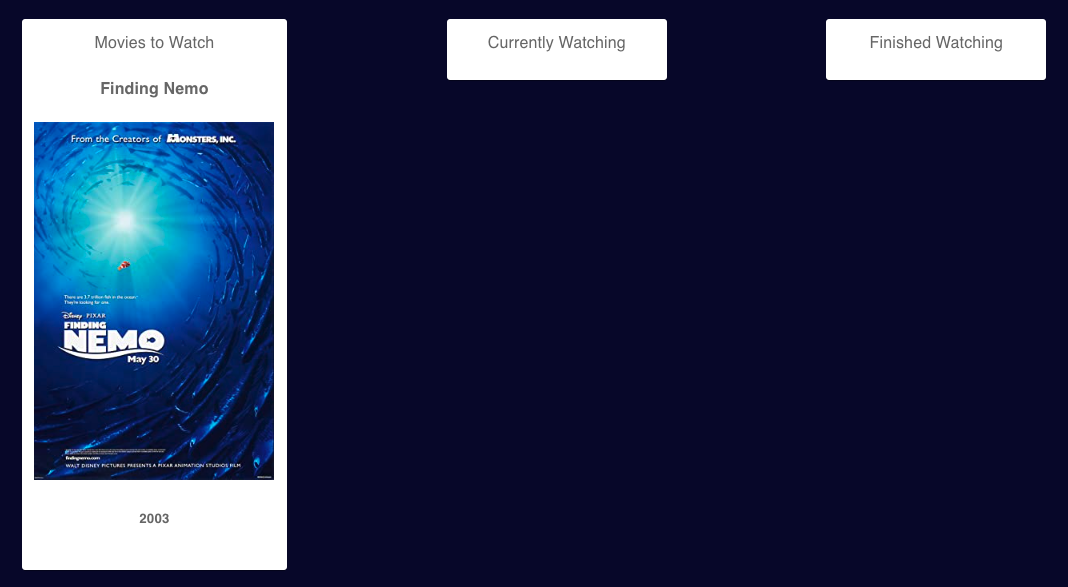 Movies to Watch
Currently Watching
Finished Watching
Finding Nemo
From the Creators of MONSTERS, INC.
There are 3.7 trillion fish in the ocean.
They're looking for one.
Disney · PIXAR
FINDING
NEMO
May 30
findingnemo.com
WALT DISNEY PICTURES PRESENTS A PIXAR ANIMATION STUDIOS FILM
2003